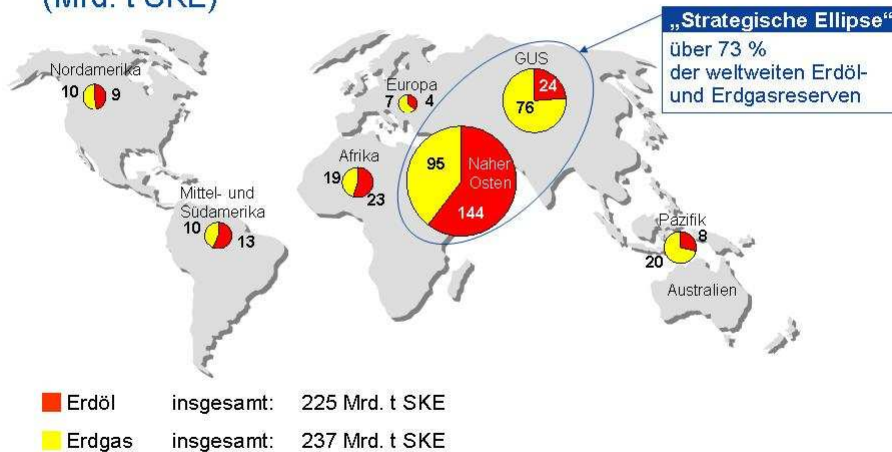 (Mrd. t SKE)
„Strategische Ellipse“
über 73 %
der weltweiten Erdöl-
und Erdgasreserven
Nordamerika
10 9
Europa
7 4
GUS
24
76
Afrika
19
23
95
Naher
Osten
144
Mittel- und
Südamerika
10
13
Pazifik
8
20
Australien
Erdöl insgesamt: 225 Mrd. t SKE
Erdgas insgesamt: 237 Mrd. t SKE